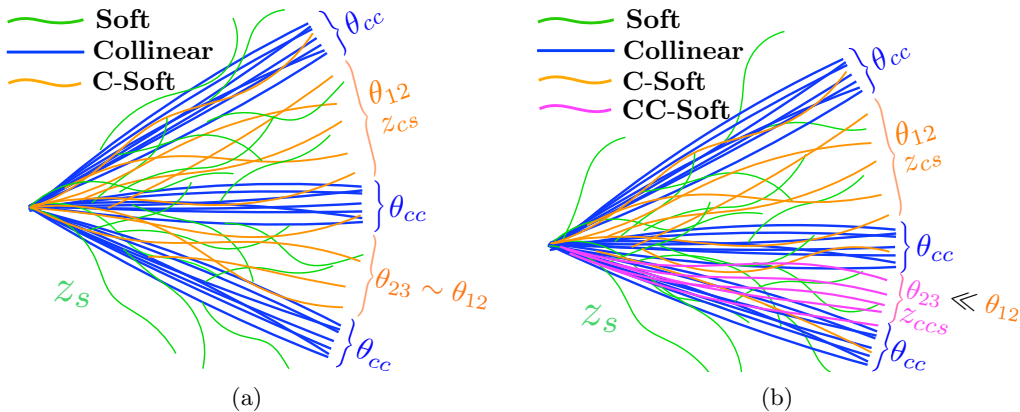 Soft
Collinear
C-Soft
θ_cc
θ_12
z_cs
θ_cc
θ_23 ∼ θ_12
z_s
θ_cc
(a)
Soft
Collinear
C-Soft
CC-Soft
θ_cc
θ_12
z_cs
θ_cc
θ_23 ≪ θ_12
z_ccs
z_s
θ_cc
(b)